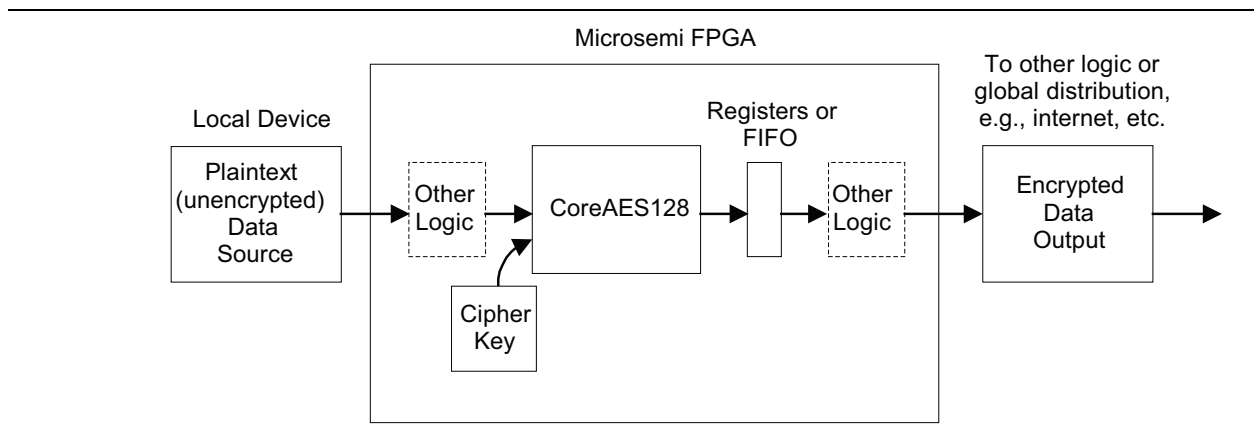 Microsemi FPGA
Local Device
Plaintext
(unencrypted)
Data
Source
Other
Logic
Cipher
Key
CoreAES128
Registers or
FIFO
Other
Logic
To other logic or
global distribution,
e.g., internet, etc.
Encrypted
Data
Output